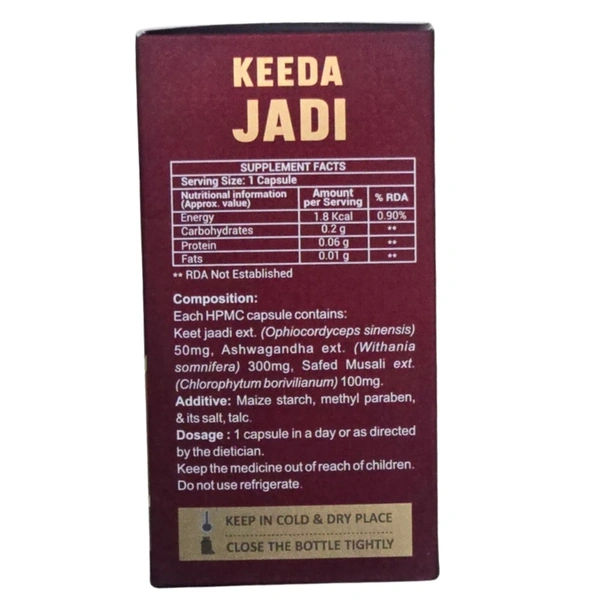 KEEDA
JADI
SUPPLEMENT FACTS
Serving Size: 1 Capsule
Nutritional information (Approx. value) Amount per Serving % RDA
Energy 1.8 Kcal 0.90%
Carbohydrates 0.2 g **
Protein 0.06 g **
Fats 0.01 g **
** RDA Not Established
Composition:
Each HPMC capsule contains:
Keet jaadi ext. (Ophiocordyceps sinensis)
50mg, Ashwagandha ext. (Withania
somnifera) 300mg, Safed Musali ext.
(Chlorophytum borivilianum) 100mg.
Additive: Maize starch, methyl paraben,
& its salt, talc.
Dosage : 1 capsule in a day or as directed
by the dietician.
Keep the medicine out of reach of children.
Do not use refrigerate.
KEEP IN COLD & DRY PLACE
CLOSE THE BOTTLE TIGHTLY